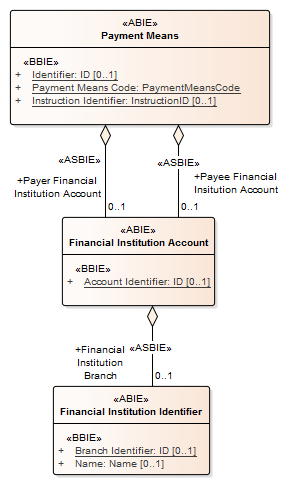 «ABIE»
Payment Means
«BBIE»
+ Identifier: ID [0..1]
+ Payment Means Code: PaymentMeansCode
+ Instruction Identifier: InstructionID [0..1]
«ASBIE»
«ASBIE»
+Payer Financial
Institution Account
+Payee Financial
Insitution Account
0..1
0..1
«ABIE»
Financial Institution Account
«BBIE»
+ Account Identifier: ID [0..1]
+Financial
Institution
Branch
«ASBIE»
0..1
«ABIE»
Financial Institution Identifier
«BBIE»
+ Branch Identifier: ID [0..1]
+ Name: Name [0..1]